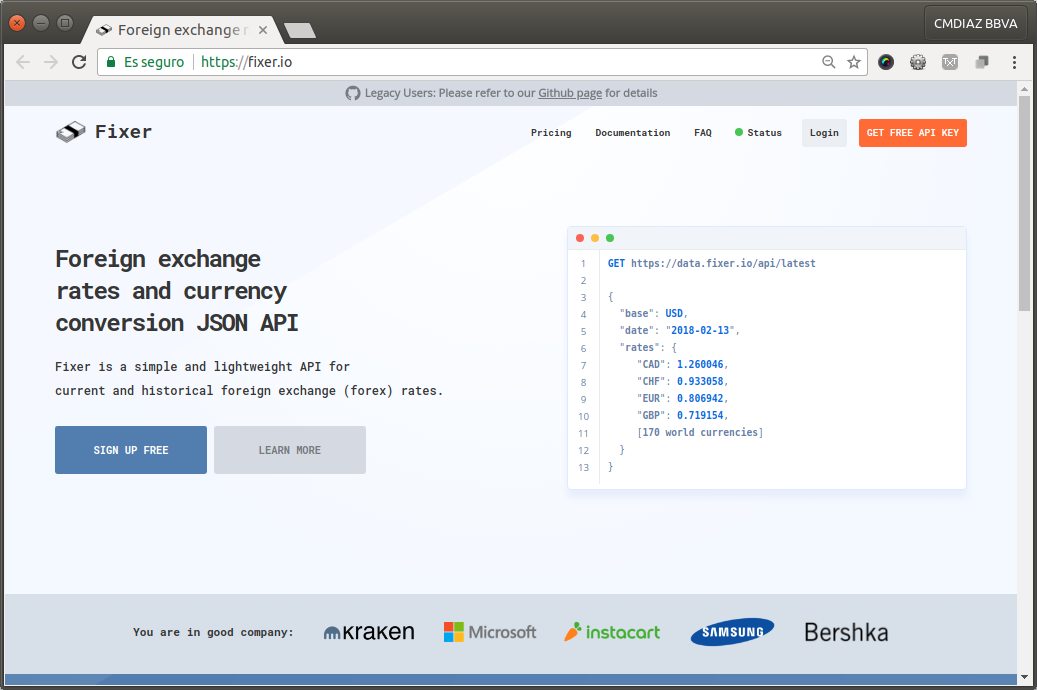 Foreign exchange r
CMDIAZ BBVA
Es seguro https://fixer.io
Legacy Users: Please refer to our Github page for details
Fixer
Pricing Documentation FAQ Status Login GET FREE API KEY
Foreign exchange
rates and currency
conversion JSON API
Fixer is a simple and lightweight API for
current and historical foreign exchange (forex) rates.
SIGN UP FREE LEARN MORE
1 GET https://data.fixer.io/api/latest
2
3 {
4 "base": USD,
5 "date": "2018-02-13",
6 "rates": {
7 "CAD": 1.260046,
8 "CHF": 0.933058,
9 "EUR": 0.806942,
10 "GBP": 0.719154,
11 [170 world currencies]
12 }
13 }
You are in good company: kraken Microsoft instacart SAMSUNG Bershka